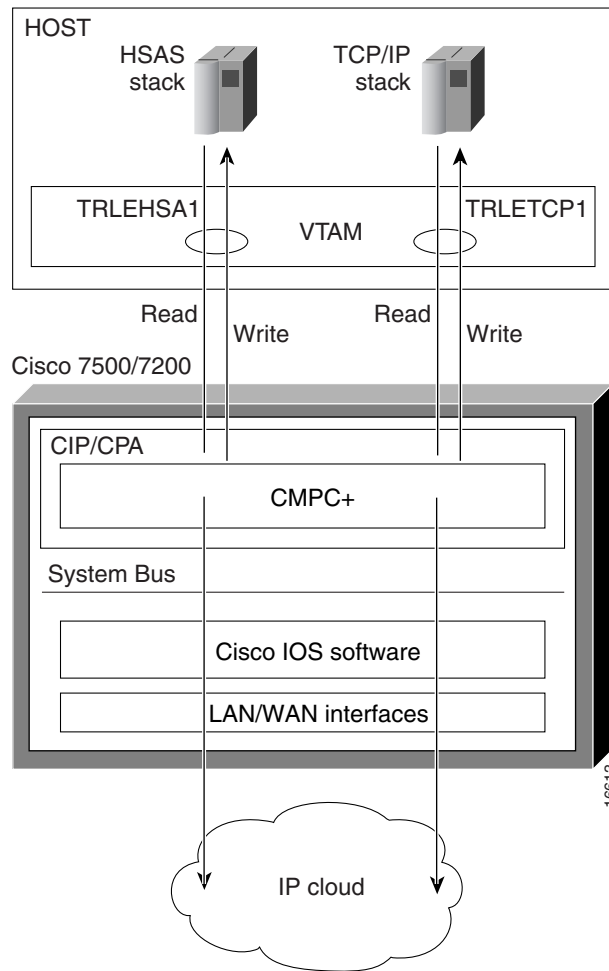 HOST
HSAS
stack
TCP/IP
stack
TRLEHSA1
VTAM
TRLETCP1
Read
Write
Read
Write
Cisco 7500/7200
CIP/CPA
CMPC+
System Bus
Cisco IOS software
LAN/WAN interfaces
IP cloud